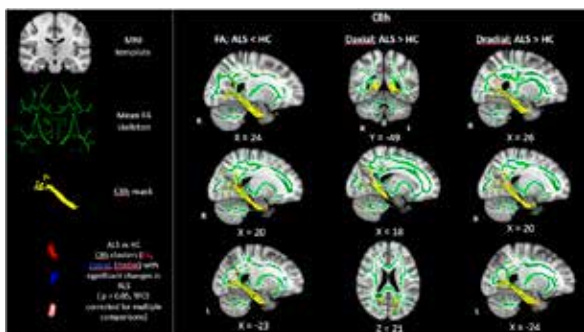 CBh
MNI
template
FA; ALS < HC
Daxial; ALS > HC
Dradial; ALS > HC
R
X = 24
R
L
Y = -49
R
X = 26
Mean FA
skeleton
CBh mask
R
X = 20
X = 18
R
X = 20
ALS vs HC
CBh clusters (FA,
Daxial, Dradial) with
significant changes in
ALS
(p < 0.05, TFCE
corrected for multiple
comparisons)
L
X = -23
Z = 21
L
X = -24